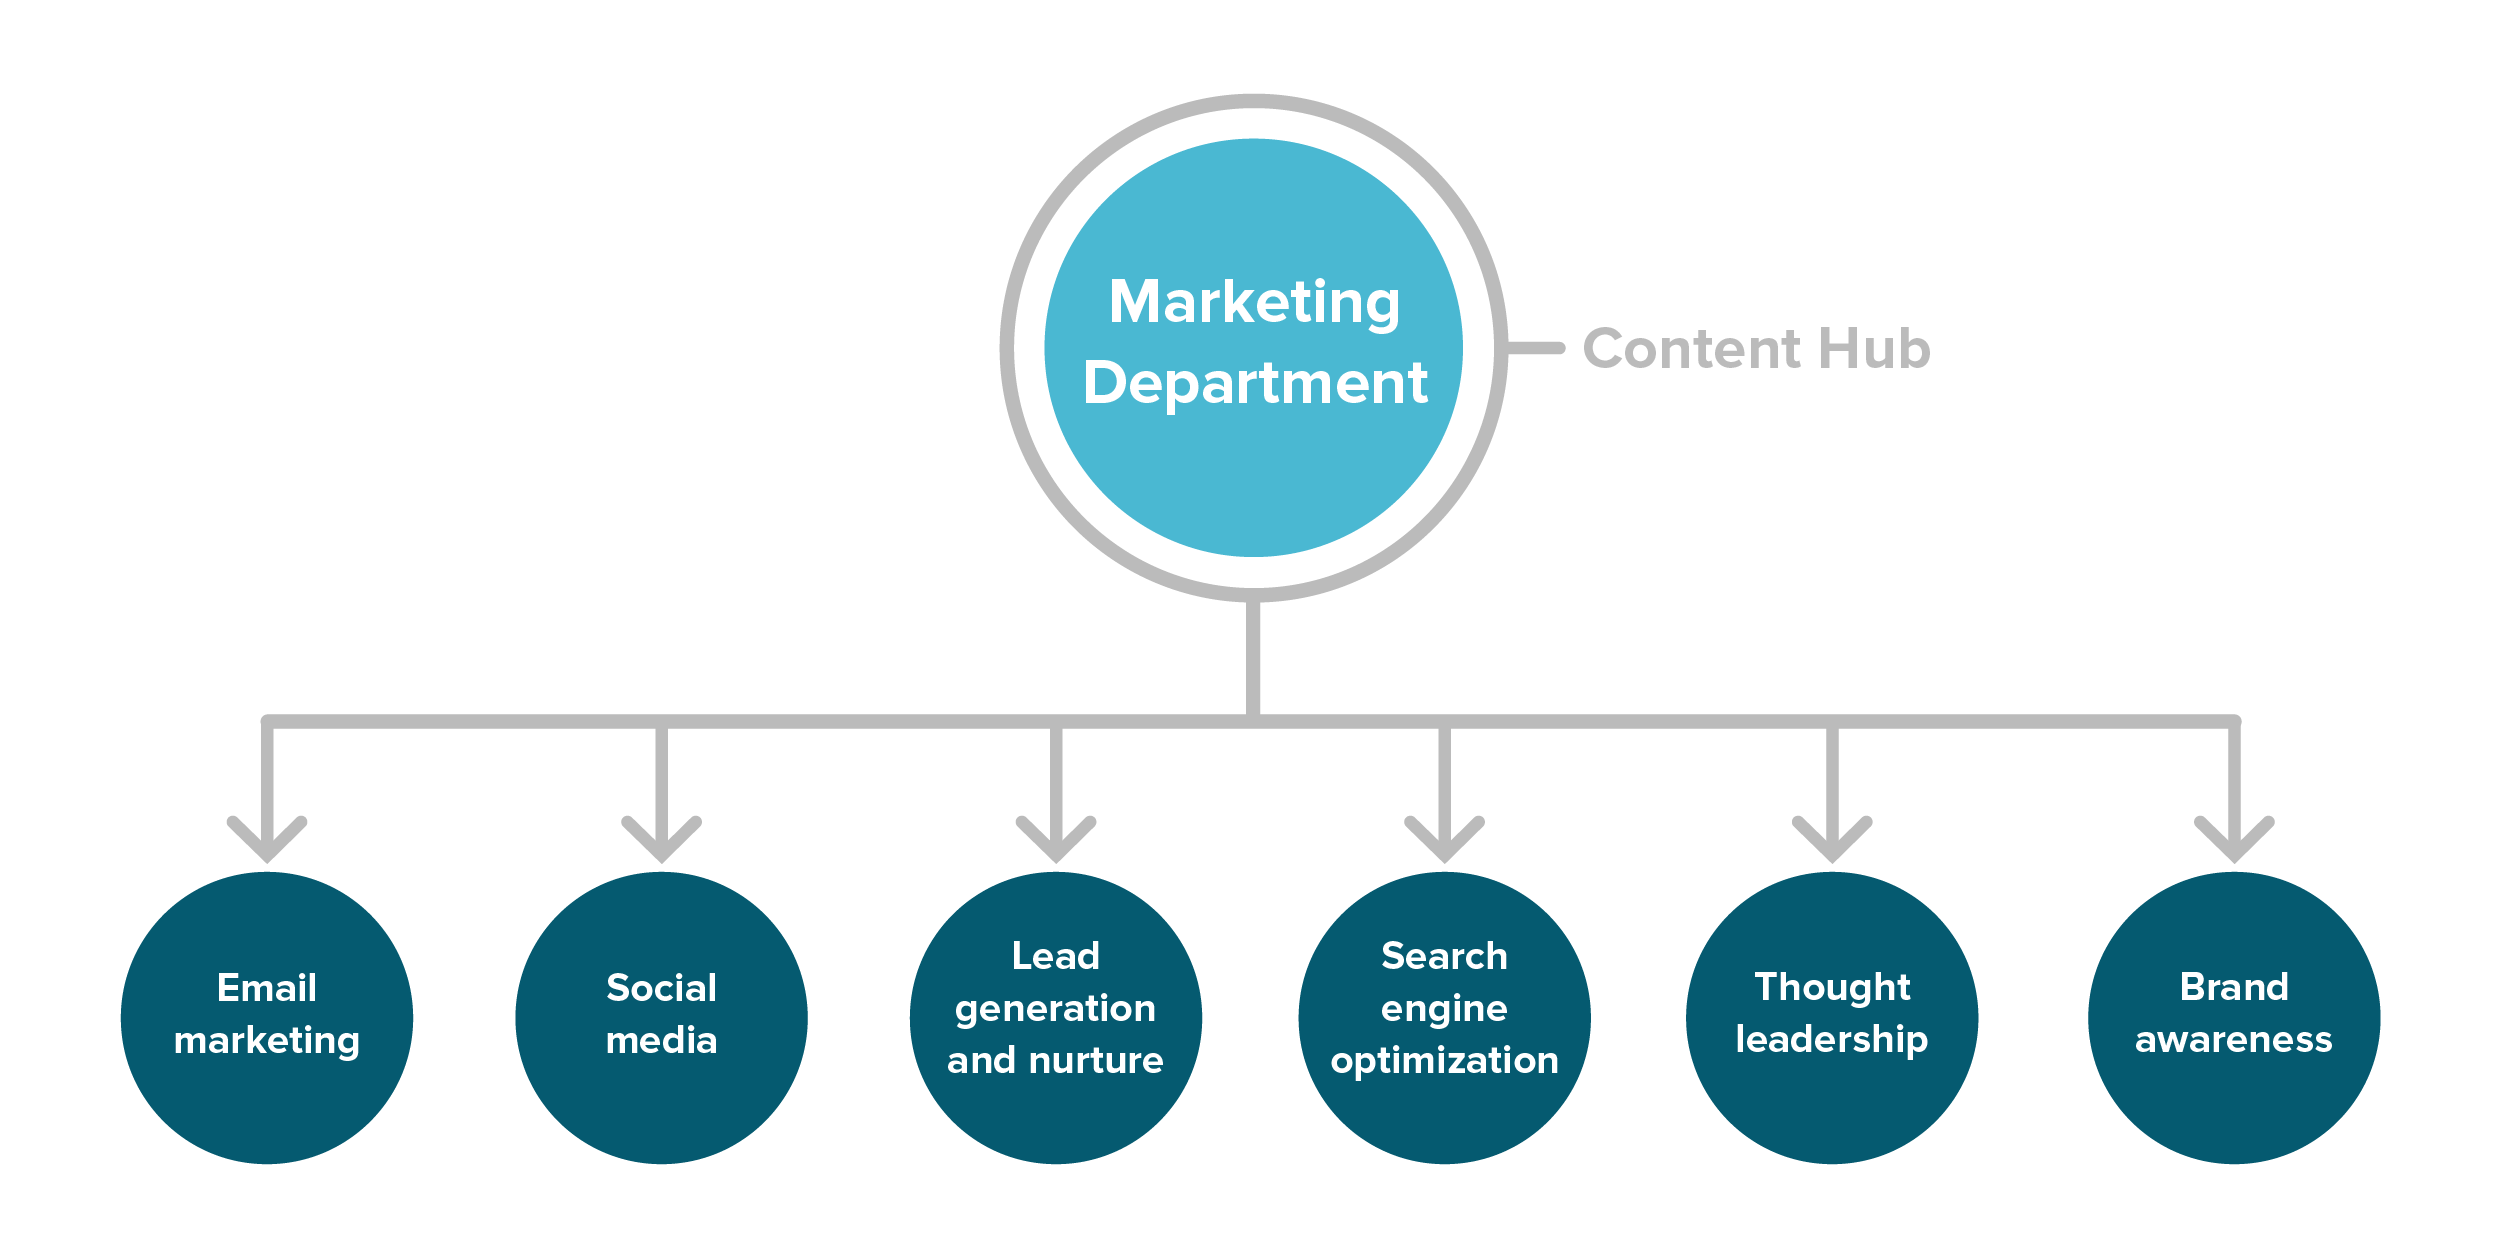 Marketing
Department
Content Hub
Email
marketing
Social
media
Lead
generation
and nurture
Search
engine
optimization
Thought
leadership
Brand
awareness